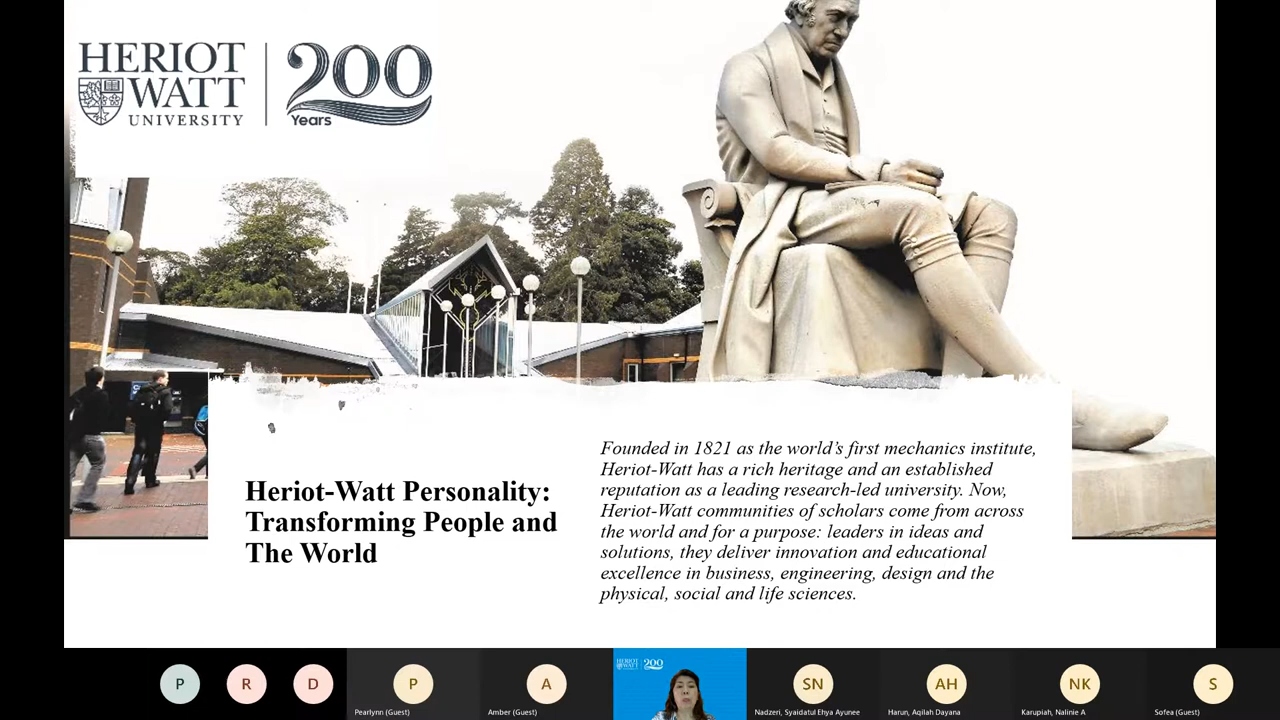 HERIOT
WATT
UNIVERSITY
200
Years
Heriot-Watt Personality:
Transforming People and
The World
Founded in 1821 as the world's first mechanics institute,
Heriot-Watt has a rich heritage and an established
reputation as a leading research-led university. Now,
Heriot-Watt communities of scholars come from across
the world and for a purpose: leaders in ideas and
solutions, they deliver innovation and educational
excellence in business, engineering, design and the
physical, social and life sciences.
P
R
D
P
Pearlynn (Guest)
A
Amber (Guest)
HERIOT
WATT
200
SN
Nadzeri, Syaidatul Ehya Ayunee
AH
Harun, Aqilah Dayana
NK
Karupiah, Nalinie A
S
Sofea (Guest)